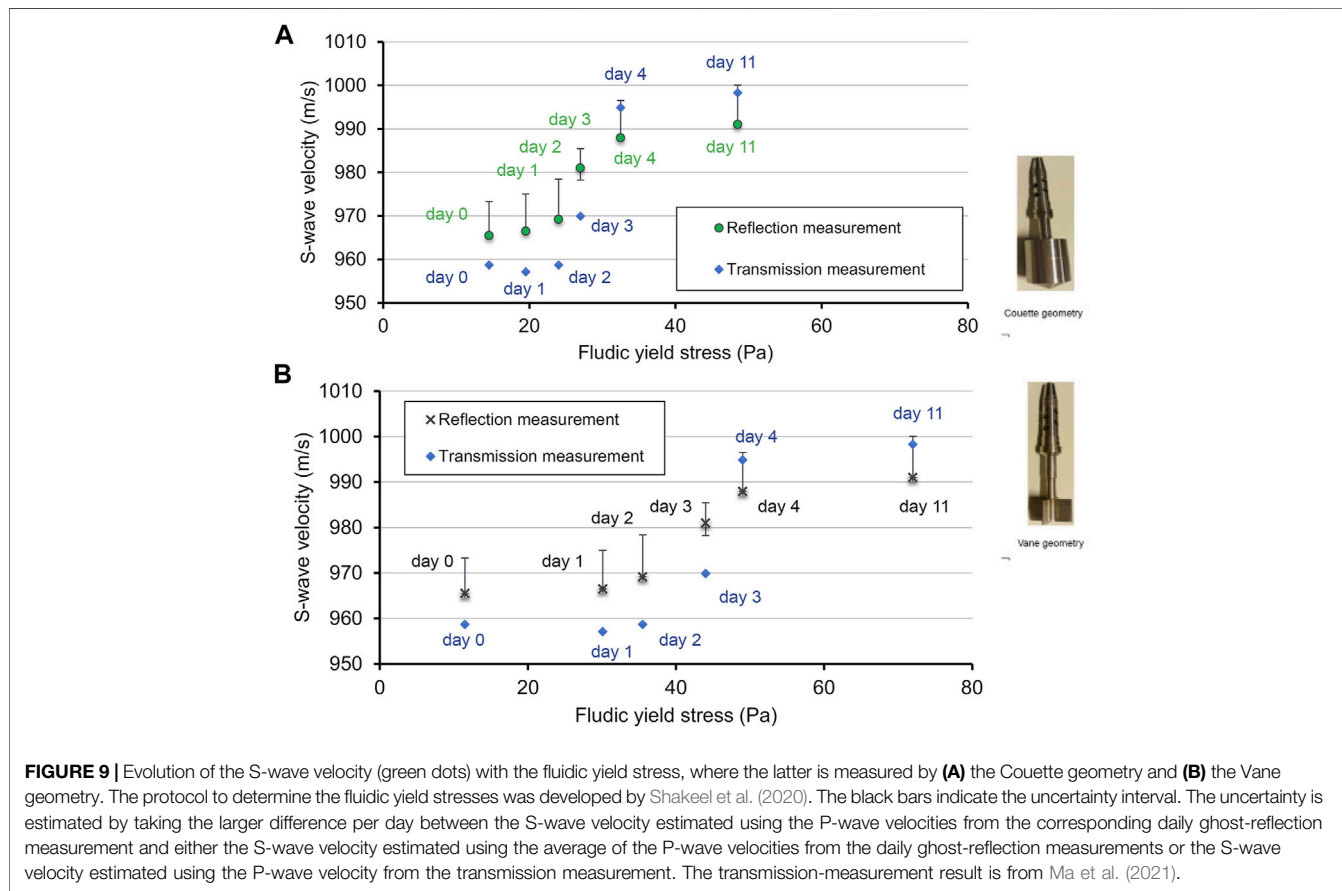 A
1010
1000
990
980
970
960
950
S-wave velocity (m/s)
day 0
day 1
day 2
day 3
day 4
day 11
day 4
day 11
day 0
day 1
day 2
day 3
Reflection measurement
Transmission measurement
0 20 40 60 80
Fludic yield stress (Pa)
Couette geometry
B
1010
1000
990
980
970
960
950
S-wave velocity (m/s)
Reflection measurement
Transmission measurement
day 4
day 11
day 0
day 1
day 2
day 3
day 4
day 11
day 0
day 1
day 2
day 3
0 20 40 60 80
Fludic yield stress (Pa)
Vane geometry
FIGURE 9 | Evolution of the S-wave velocity (green dots) with the fluidic yield stress, where the latter is measured by (A) the Couette geometry and (B) the Vane
geometry. The protocol to determine the fluidic yield stresses was developed by Shakeel et al. (2020). The black bars indicate the uncertainty interval. The uncertainty is
estimated by taking the larger difference per day between the S-wave velocity estimated using the P-wave velocities from the corresponding daily ghost-reflection
measurement and either the S-wave velocity estimated using the average of the P-wave velocities from the daily ghost-reflection measurements or the S-wave
velocity estimated using the P-wave velocity from the transmission measurement. The transmission-measurement result is from Ma et al. (2021).